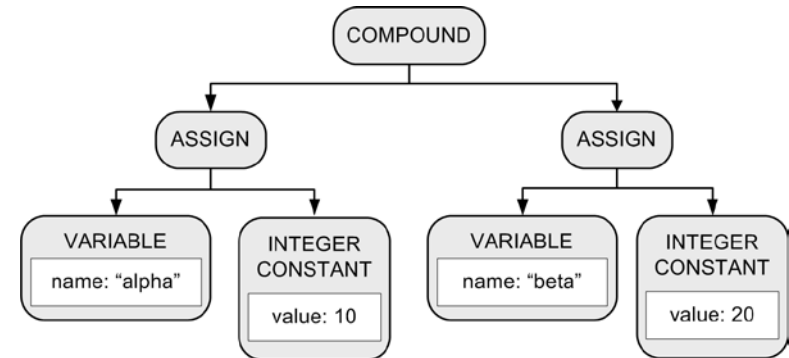 COMPOUND
ASSIGN
ASSIGN
VARIABLE
name: “alpha”
INTEGER
CONSTANT
value: 10
VARIABLE
name: “beta”
INTEGER
CONSTANT
value: 20